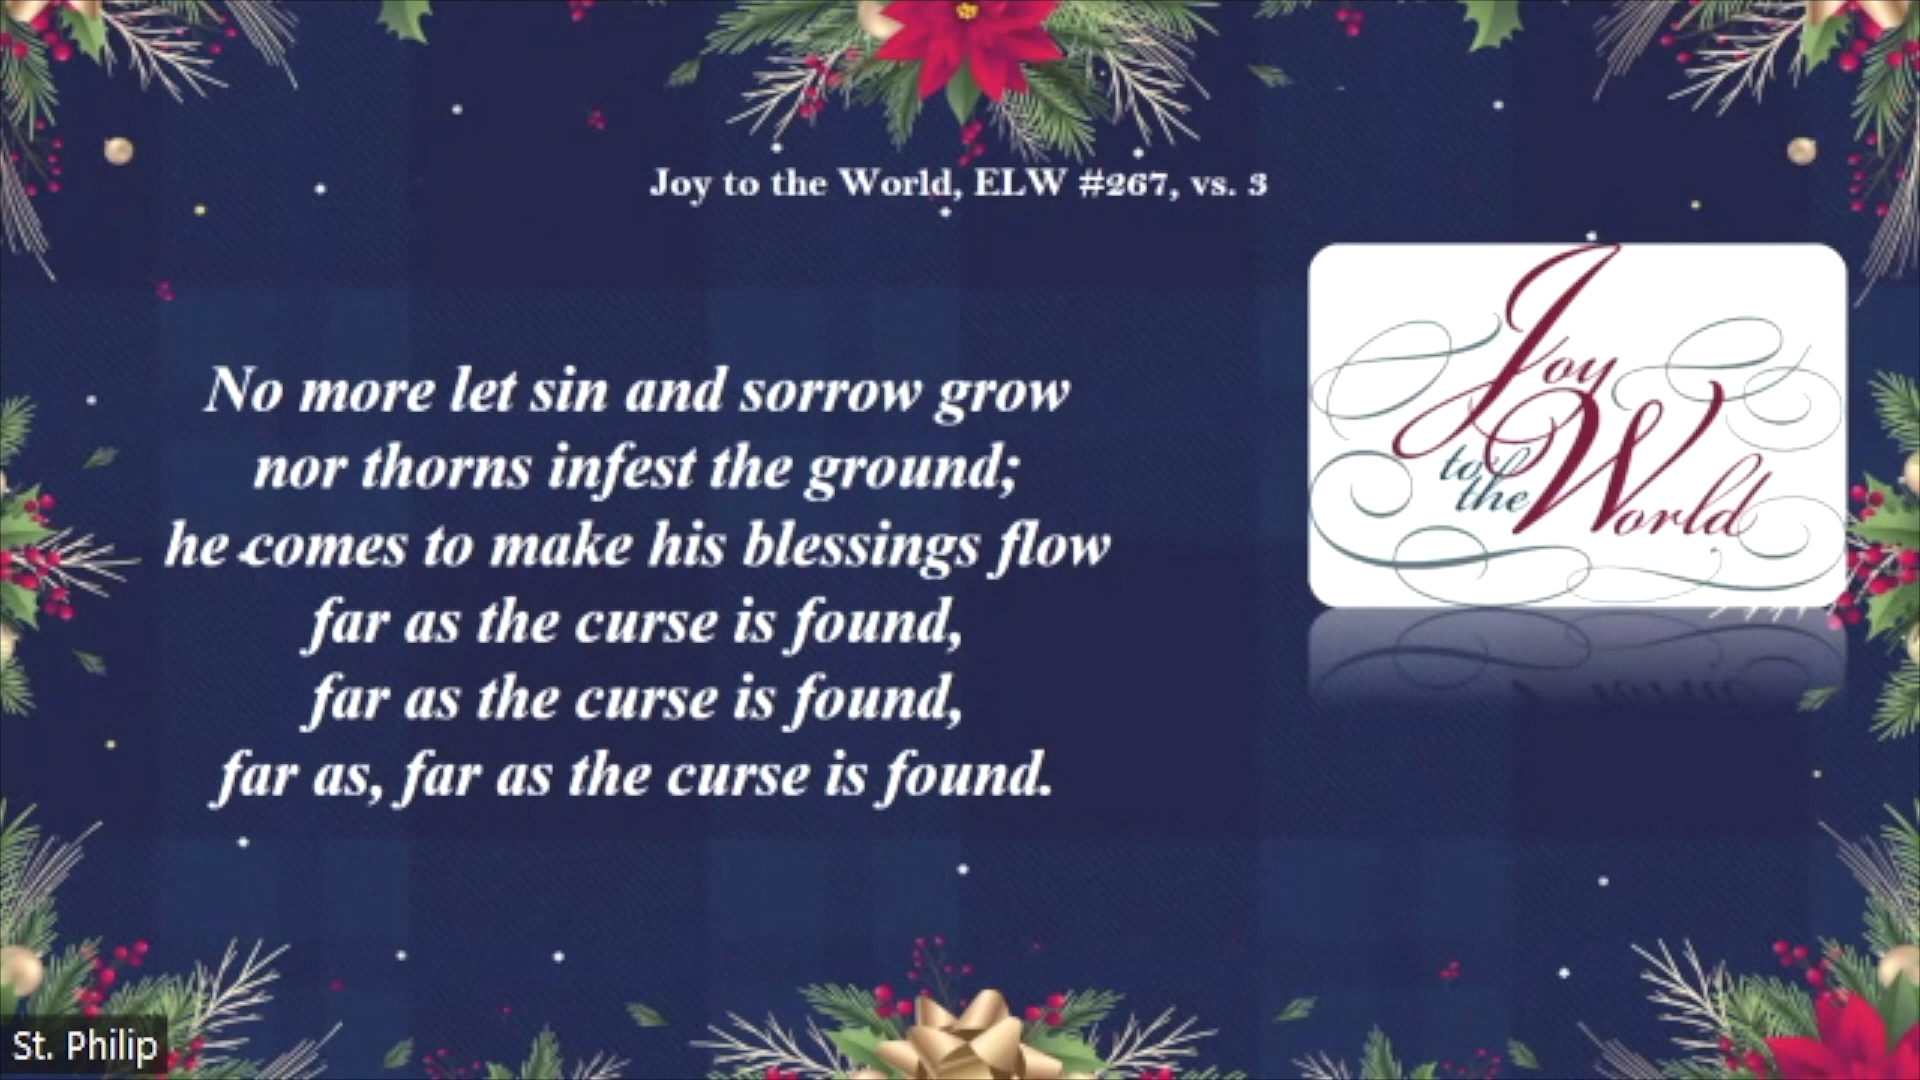 Joy to the World, ELW #267, vs. 3
No more let sin and sorrow grow
nor thorns infest the ground;
he comes to make his blessings flow
far as the curse is found,
far as the curse is found,
far as, far as the curse is found.
Joy
to
the World
St. Philip